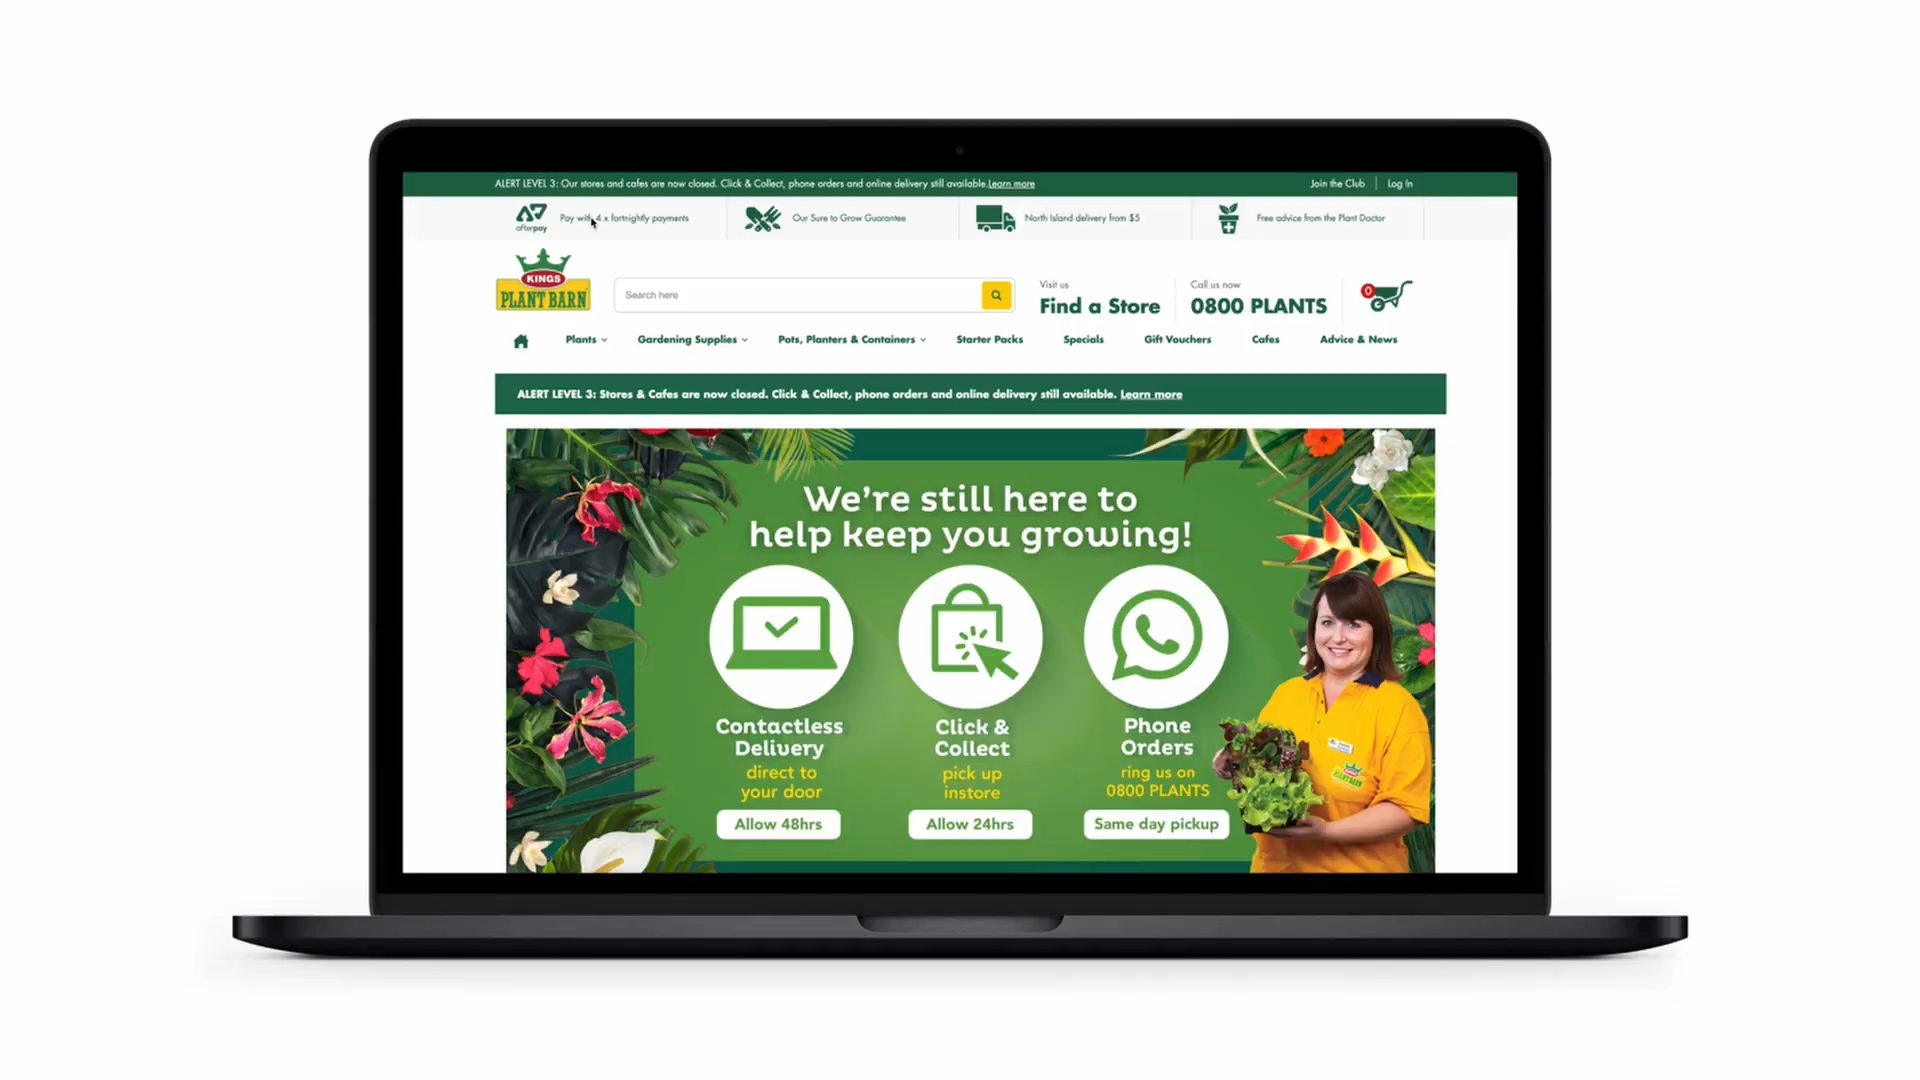 ALERT LEVEL 3: Our stores and cafes are now closed. Click & Collect, phone orders and online delivery still available.Learn more
Join the Club
Log In
afterpay
Pay with 4 x fortnightly payments
Our Sure to Grow Guarantee
North Island delivery from $5
Free advice from the Plant Doctor
KINGS
PLANT BARN
Search here
Visit us
Find a Store
Call us now
0800 PLANTS
0
Plants
Gardening Supplies
Pots, Planters & Containers
Starter Packs
Specials
Gift Vouchers
Cafes
Advice & News
ALERT LEVEL 3: Stores & Cafes are now closed. Click & Collect, phone orders and online delivery still available. Learn more
We're still here to
help keep you growing!
Contactless
Delivery
direct to
your door
Allow 48hrs
Click &
Collect
pick up
instore
Allow 24hrs
Phone
Orders
ring us on
0800 PLANTS
Same day pickup
KINGS
PLANT BARN